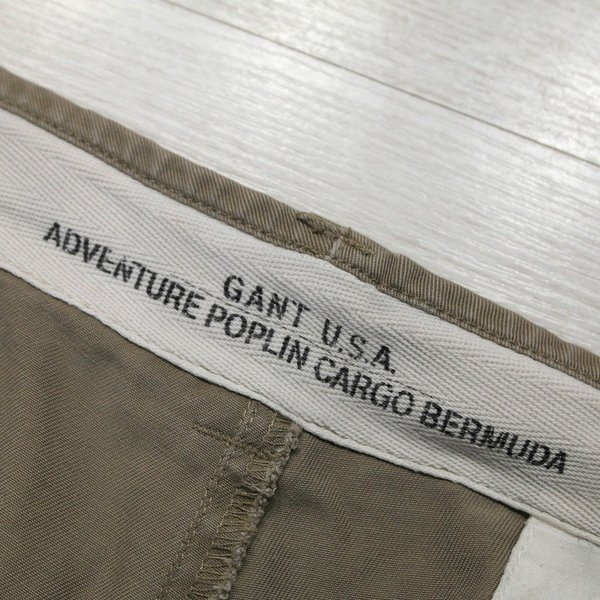 GANT U.S.A.
ADVENTURE POPLIN CARGO BERMUDA